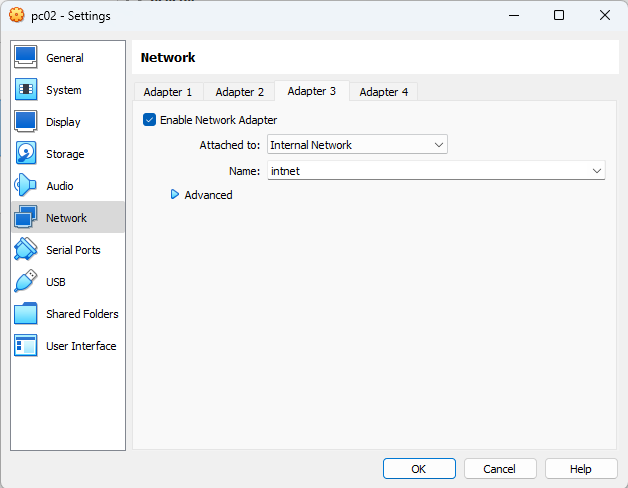 pc02 - Settings
General
System
Display
Storage
Audio
Network
Serial Ports
USB
Shared Folders
User Interface
Network
Adapter 1 Adapter 2 Adapter 3 Adapter 4
Enable Network Adapter
Attached to: Internal Network
Name: intnet
Advanced
OK Cancel Help